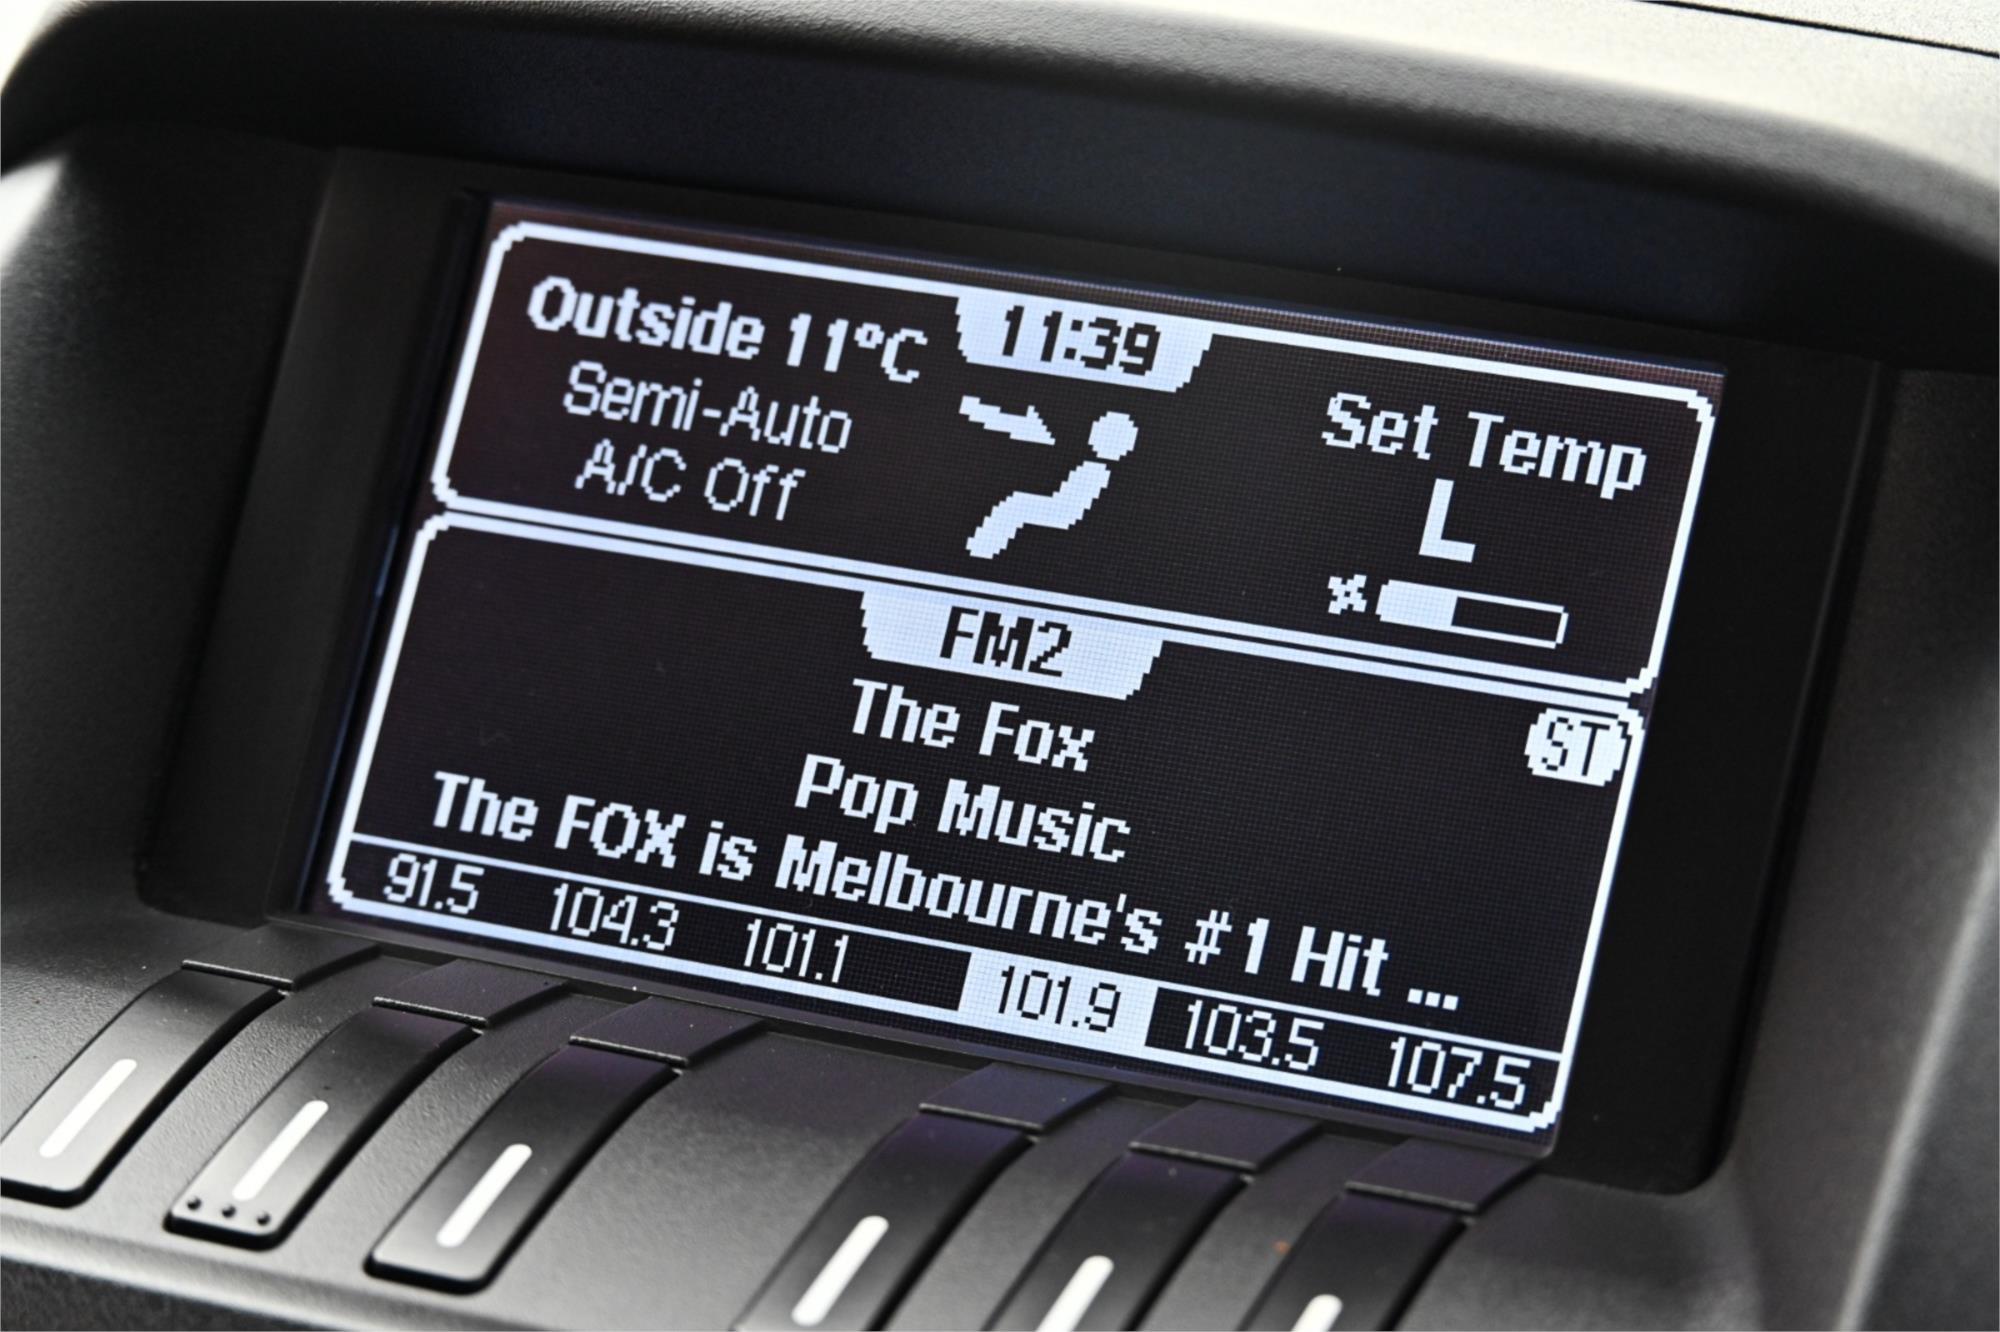 11:39
Outside 11°C
Semi-Auto
A/C Off
Set Temp
L
FM2
ST
The Fox
Pop Music
The FOX is Melbourne's #1 Hit ...
91.5 104.3 101.1 101.9 103.5 107.5